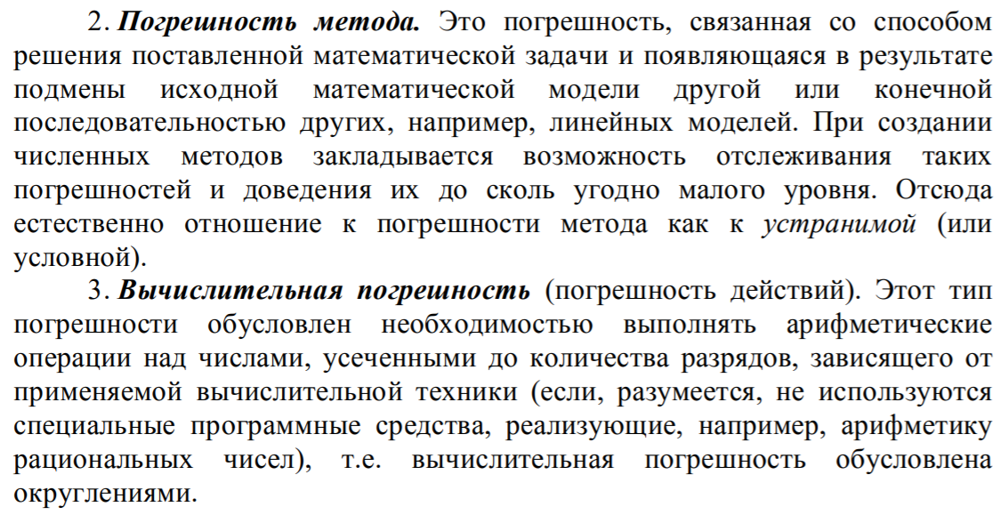 2. Погрешность метода. Это погрешность, связанная со способом
решения поставленной математической задачи и появляющаяся в результате
подмены исходной математической модели другой или конечной
последовательностью других, например, линейных моделей. При создании
численных методов закладывается возможность отслеживания таких
погрешностей и доведения их до сколь угодно малого уровня. Отсюда
естественно отношение к погрешности метода как к устранимой (или
условной).
3. Вычислительная погрешность (погрешность действий). Этот тип
погрешности обусловлен необходимостью выполнять арифметические
операции над числами, усеченными до количества разрядов, зависящего от
применяемой вычислительной техники (если, разумеется, не используются
специальные программные средства, реализующие, например, арифметику
рациональных чисел), т.е. вычислительная погрешность обусловлена
округлениями.